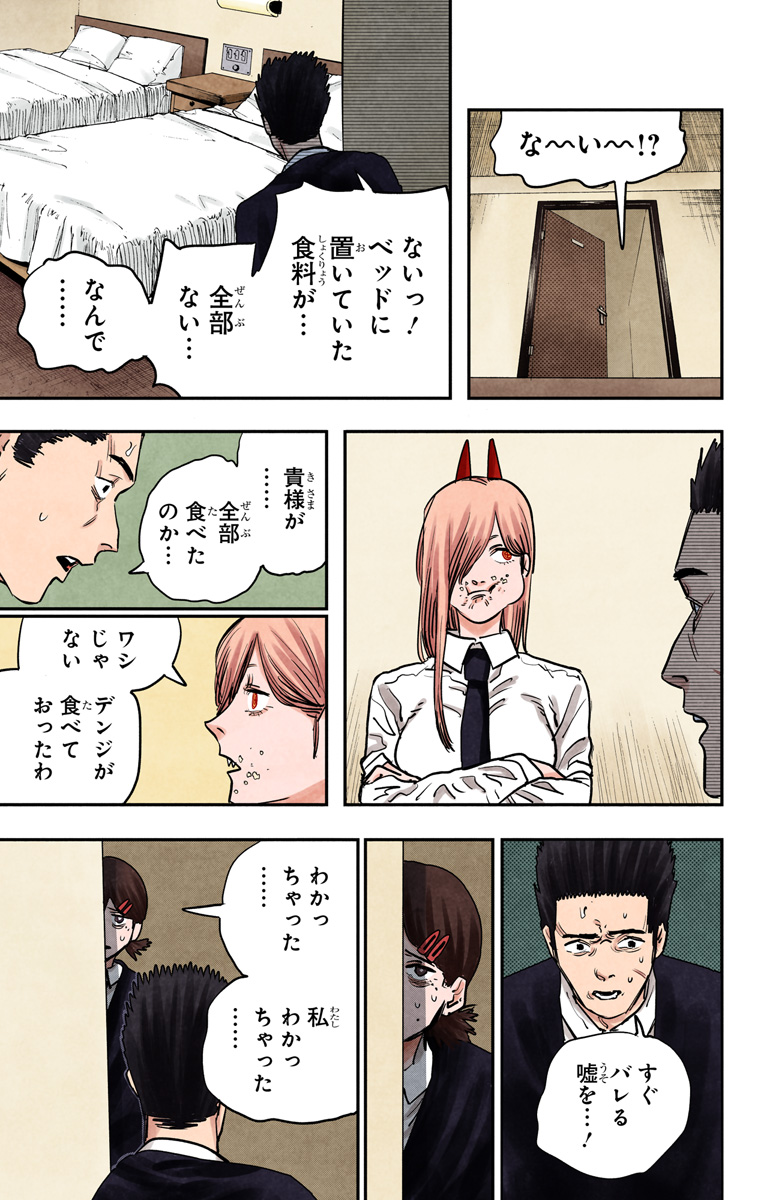 な〜い〜!?
ないっ!
ベッドに
置いていた
食料が…
全部
ない…
なんで
……
貴様が
……
全部
食べた
のか…
ワシ
じゃ
ない
デンジが
食べて
おったわ
すぐ
バレる
嘘を…!
わかっ
ちゃった
……
私
わかっ
ちゃった
……